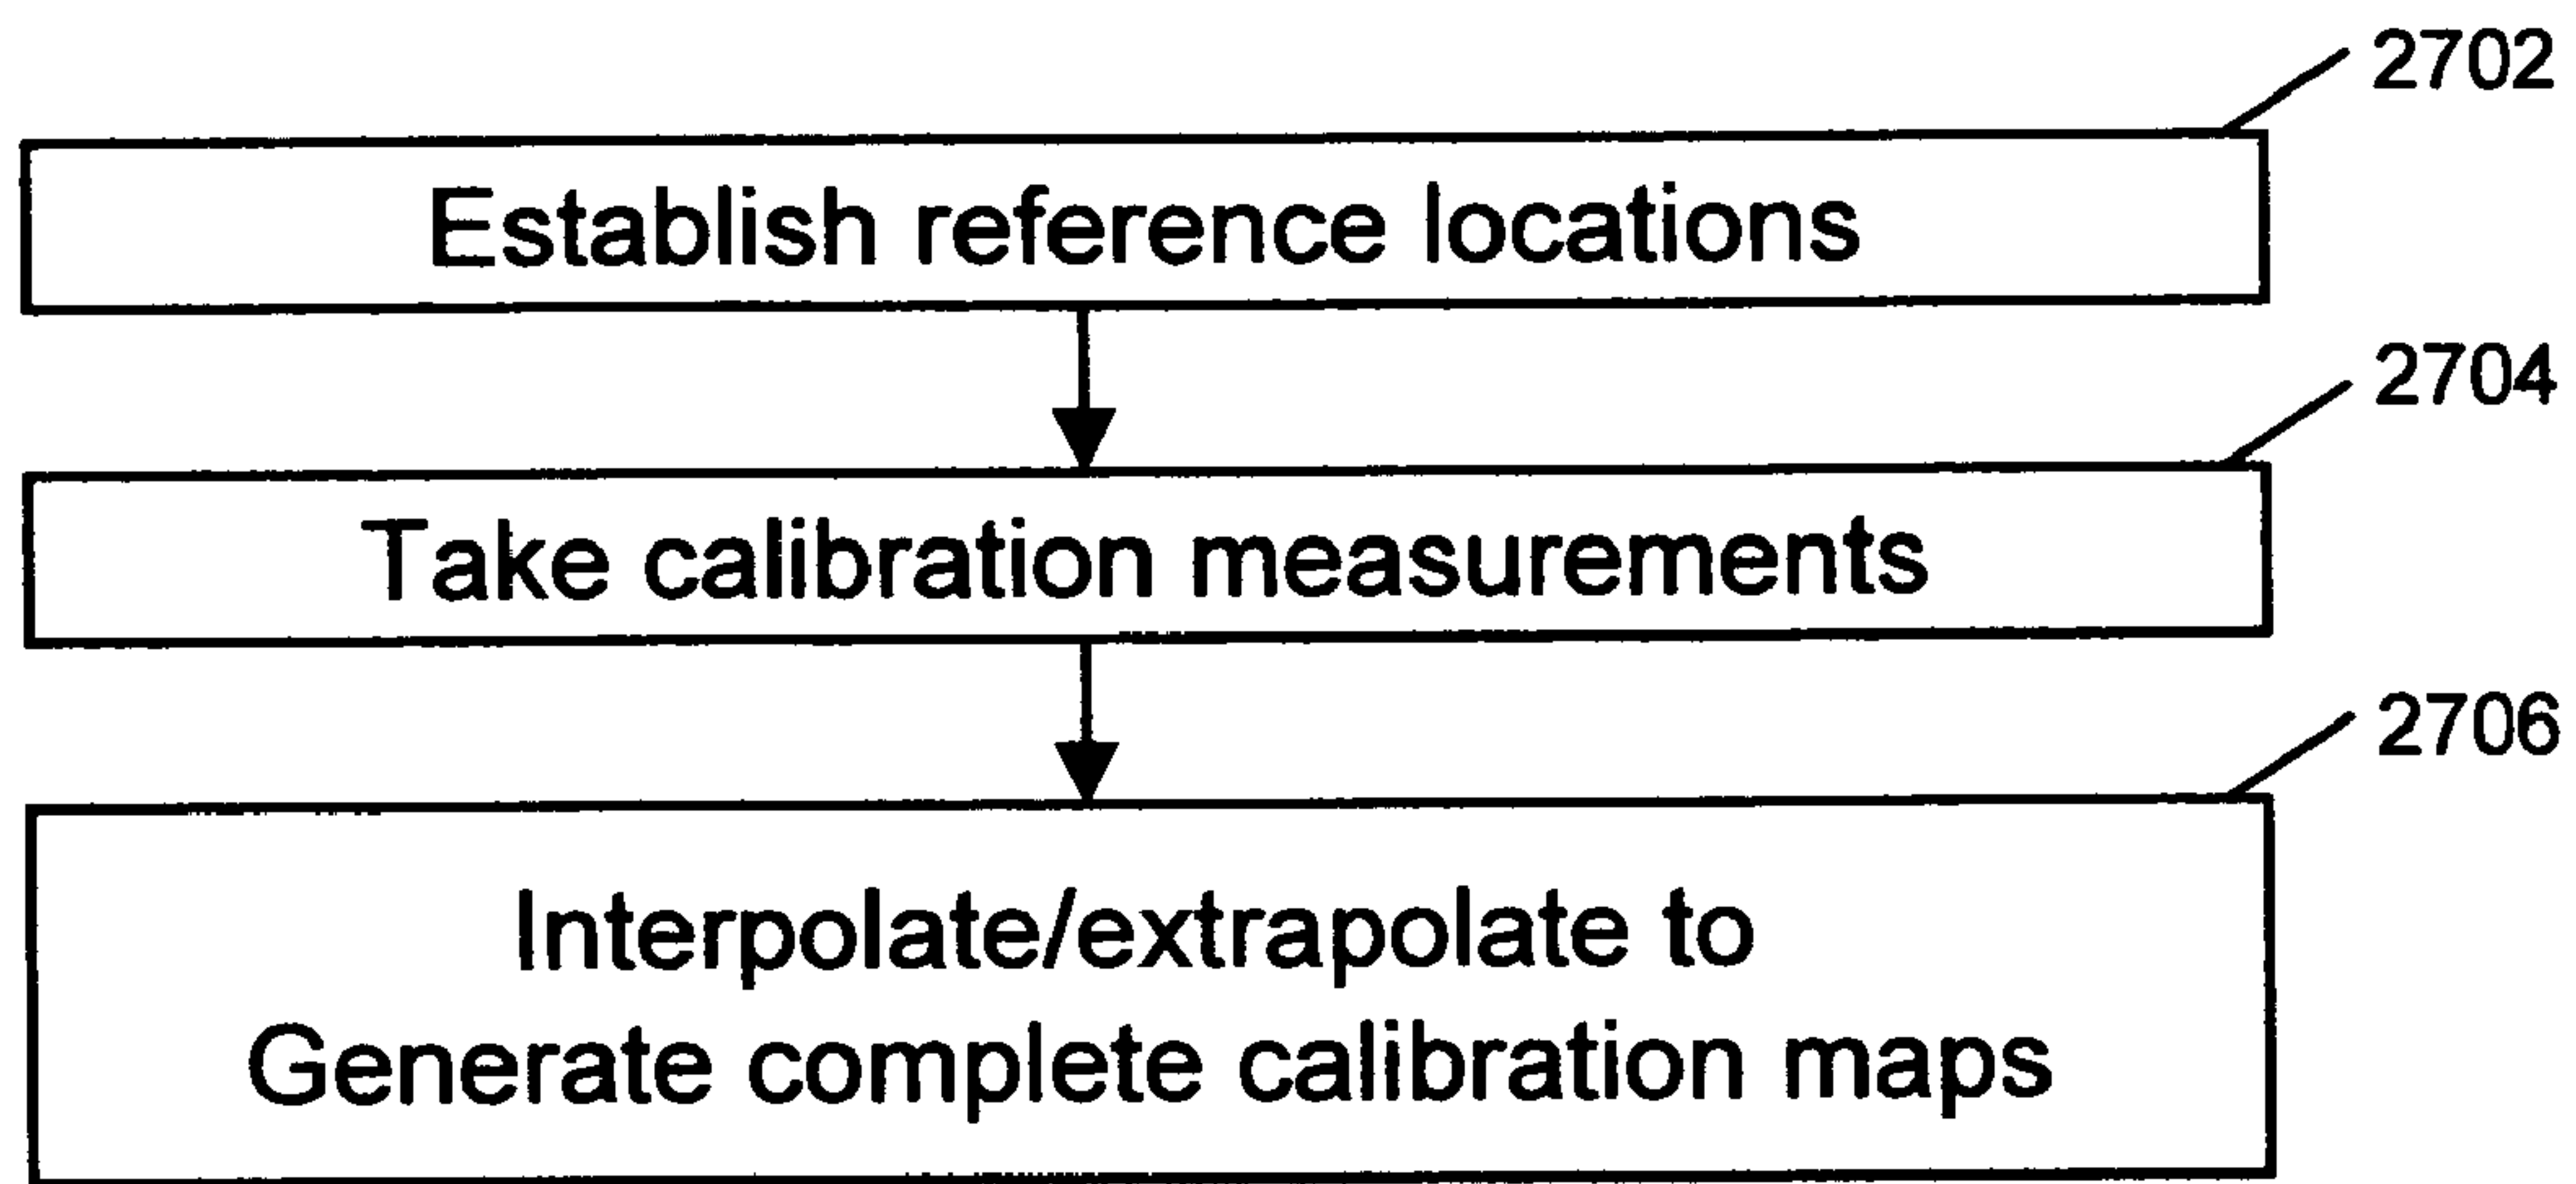 2702
Establish reference locations
2704
Take calibration measurements
2706
Interpolate/extrapolate to
Generate complete calibration maps